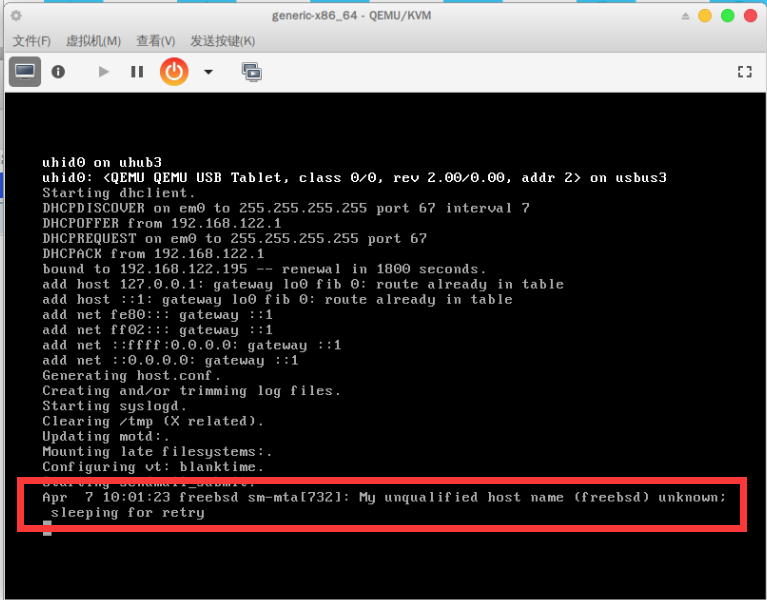 generic-x86_64 - QEMU/KVM
文件(F) 虚拟机(M) 查看(V) 发送按键(K)
uhid0 on uhub3
uhid0: <QEMU QEMU USB Tablet, class 0/0, rev 2.00/0.00, addr 2> on usbus3
Starting dhclient.
DHCPDISCOVER on em0 to 255.255.255.255 port 67 interval 7
DHCPOFFER from 192.168.122.1
DHCPREQUEST on em0 to 255.255.255.255 port 67
DHCPACK from 192.168.122.1
bound to 192.168.122.195 -- renewal in 1800 seconds.
add host 127.0.0.1: gateway lo0 fib 0: route already in table
add host ::1: gateway lo0 fib 0: route already in table
add net fe80::: gateway ::1
add net ff02::: gateway ::1
add net ::ffff:0.0.0.0: gateway ::1
add net ::0.0.0.0: gateway ::1
Generating host.conf.
Creating and/or trimming log files.
Starting syslogd.
Clearing /tmp (X related).
Updating motd:.
Mounting late filesystems:.
Configuring vt: blanktime.
Starting sendmail_submit.
Apr  7 10:01:23 freebsd sm-mta[732]: My unqualified host name (freebsd) unknown;
sleeping for retry